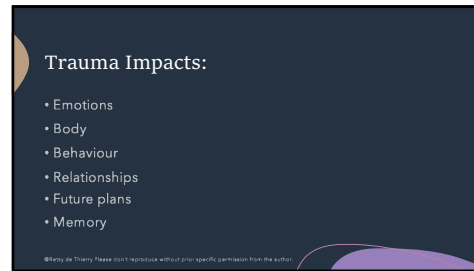 Trauma Impacts:
• Emotions
• Body
• Behaviour
• Relationships
• Future plans
• Memory
@Betsy de Thierry Please don't reproduce without prior specific permission from the author.